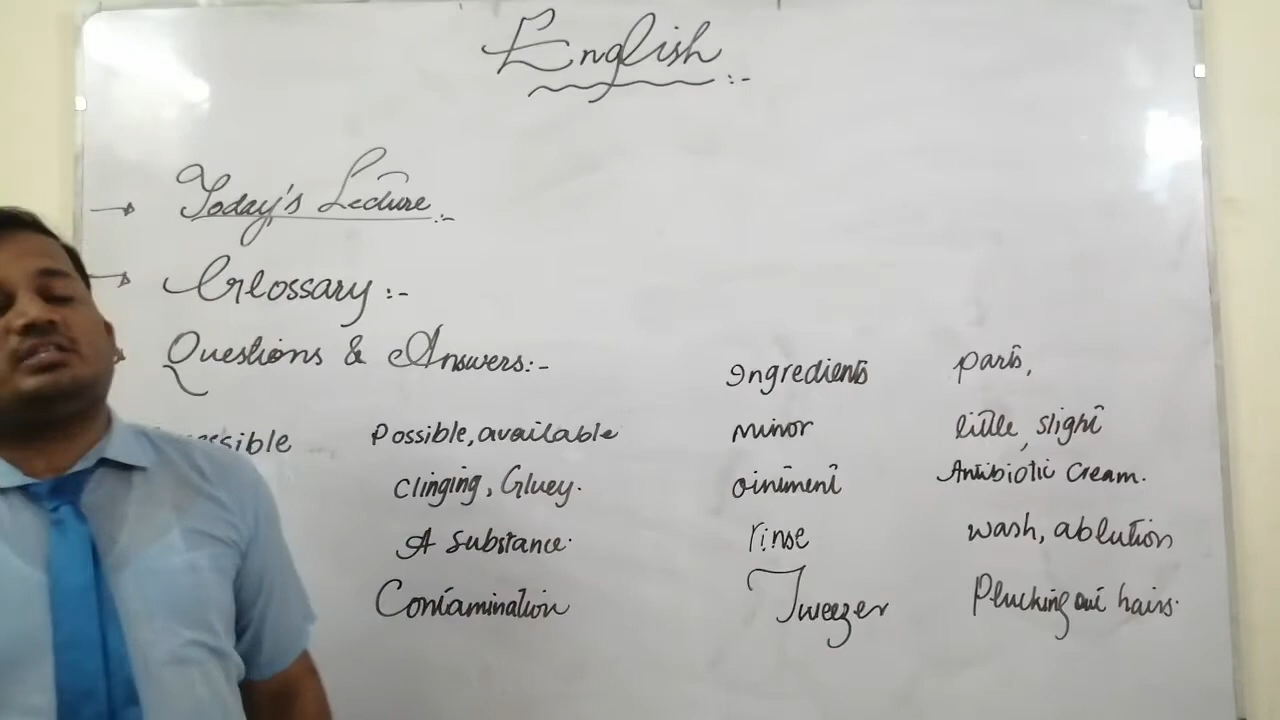 English :-
Today's Lecture :-
Glossary :-
Questions & Answers :-
Ingredients parts,
Possible, available minor little, slight
Clinging, Gluey. ointment Antibiotic Cream.
A substance. rinse wash, ablution
Contamination Tweezer Plucking out hairs.